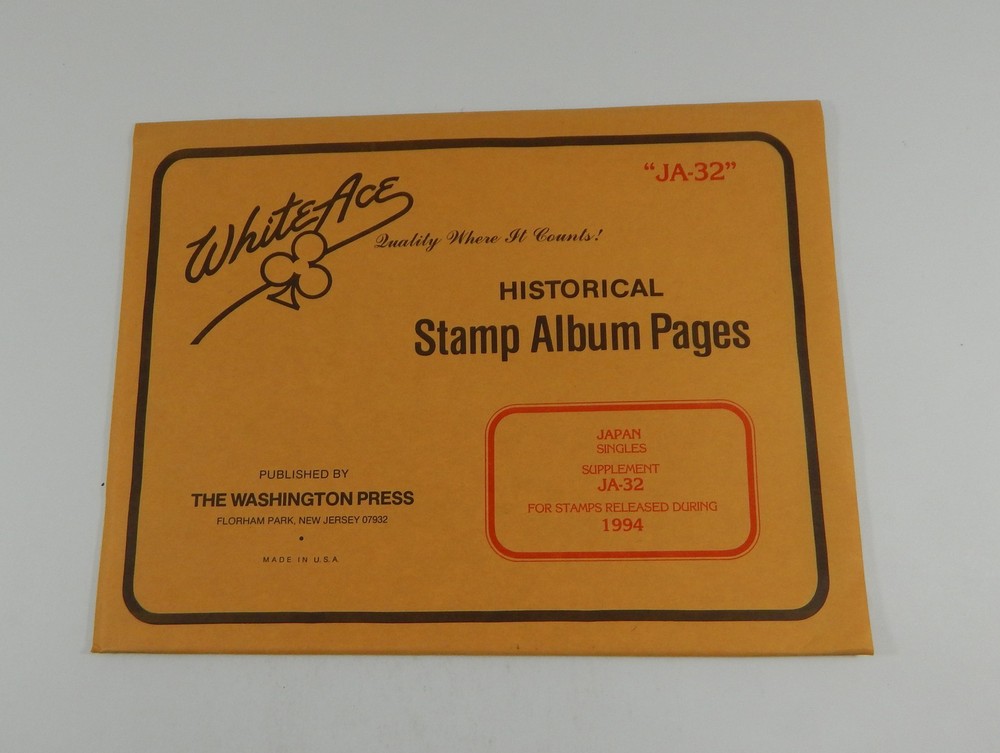 "JA-32"
White Ace
Quality Where It Counts!
HISTORICAL
Stamp Album Pages
JAPAN
SINGLES
SUPPLEMENT
JA-32
FOR STAMPS RELEASED DURING
1994
PUBLISHED BY
THE WASHINGTON PRESS
FLORHAM PARK, NEW JERSEY 07932
•
MADE IN U.S.A.